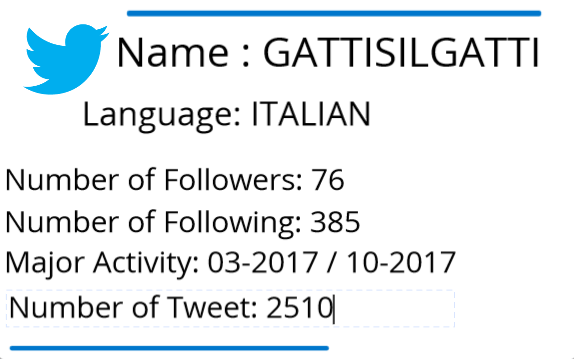 Name : GATTISILGATTI
Language: ITALIAN
Number of Followers: 76
Number of Following: 385
Major Activity: 03-2017 / 10-2017
Number of Tweet: 2510